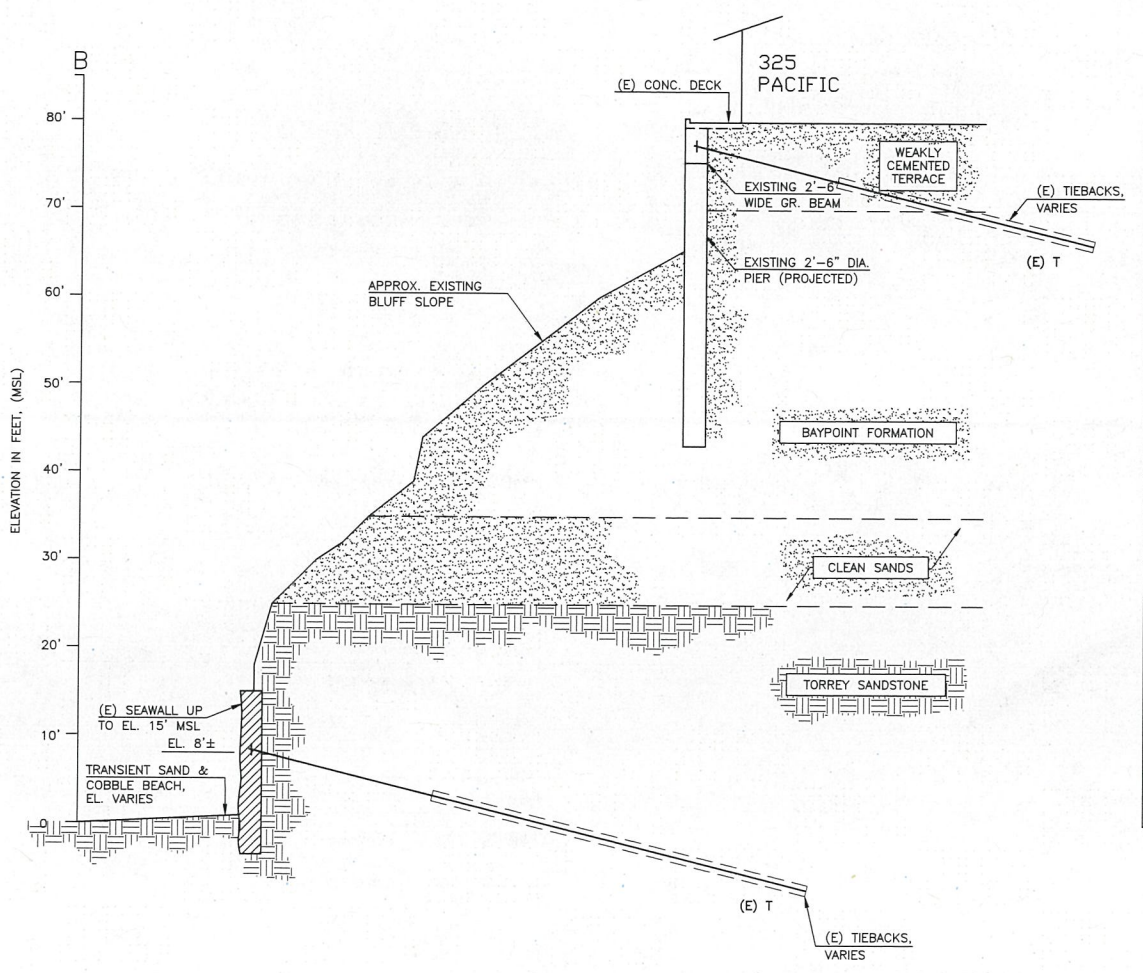 B
325
PACIFIC
(E) CONC. DECK
80'
WEAKLY
CEMENTED
TERRACE
EXISTING 2'-6"
WIDE GR. BEAM
(E) TIEBACKS,
VARIES
70'
EXISTING 2'-6" DIA.
PIER (PROJECTED)
(E) T
APPROX. EXISTING
BLUFF SLOPE
60'
50'
BAYPOINT FORMATION
ELEVATION IN FEET, (MSL)
40'
30'
CLEAN SANDS
20'
TORREY SANDSTONE
(E) SEAWALL UP
TO EL. 15' MSL
10'
EL. 8'±
TRANSIENT SAND &
COBBLE BEACH,
EL. VARIES
0
(E) T
(E) TIEBACKS,
VARIES